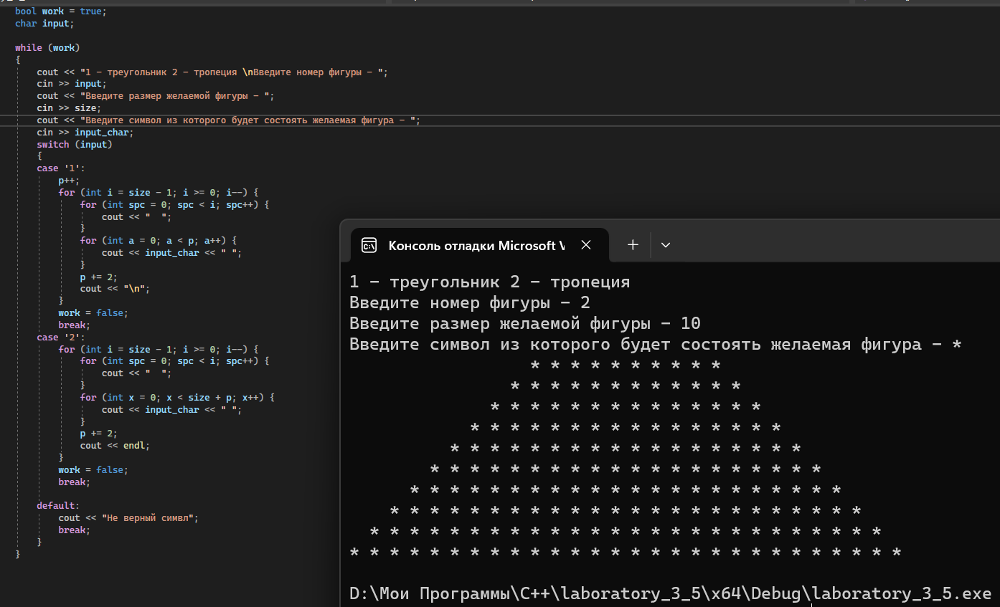 bool work = true;
char input;
while (work)
{
cout << "1 - треугольник 2 - тропеция \nВведите номер фигуры - ";
cin >> input;
cout << "Введите размер желаемой фигуры - ";
cin >> size;
cout << "Введите символ из которого будет состоять желаемая фигура - ";
cin >> input_char;
switch (input)
{
case '1':
p++;
for (int i = size - 1; i >= 0; i--) {
for (int spc = 0; spc < i; spc++) {
cout << "  ";
}
for (int a = 0; a < p; a++) {
cout << input_char << " ";
}
p += 2;
cout << "\n";
}
work = false;
break;
case '2':
for (int i = size - 1; i >= 0; i--) {
for (int spc = 0; spc < i; spc++) {
cout << "  ";
}
for (int x = 0; x < size + p; x++) {
cout << input_char << " ";
}
p += 2;
cout << endl;
}
work = false;
break;
default:
cout << "Не верный симвл";
break;
}
}
Консоль отладки Microsoft V
1 - треугольник 2 - тропеция
Введите номер фигуры - 2
Введите размер желаемой фигуры - 10
Введите символ из которого будет состоять желаемая фигура - *
* * * * * * * * * *
* * * * * * * * * * * *
* * * * * * * * * * * * * *
* * * * * * * * * * * * * * * *
* * * * * * * * * * * * * * * * * *
* * * * * * * * * * * * * * * * * * * *
* * * * * * * * * * * * * * * * * * * * * *
* * * * * * * * * * * * * * * * * * * * * * * *
* * * * * * * * * * * * * * * * * * * * * * * * * *
* * * * * * * * * * * * * * * * * * * * * * * * * * * *
D:\Мои Программы\C++\laboratory_3_5\x64\Debug\laboratory_3_5.exe